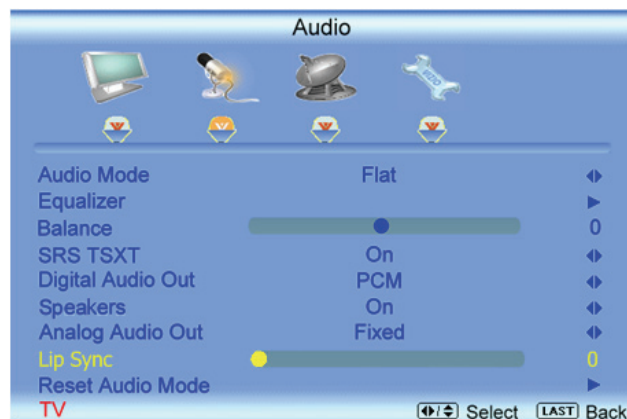 Audio
VIZIO
Audio Mode Flat
Equalizer
Balance 0
SRS TSXT On
Digital Audio Out PCM
Speakers On
Analog Audio Out Fixed
Lip Sync 0
Reset Audio Mode
TV Select LAST Back